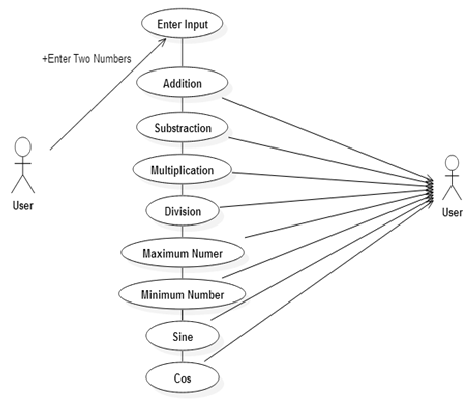 Enter Input
+Enter Two Numbers
Addition
Substraction
Multiplication
Division
Maximum Numer
Minimum Number
Sine
Cos
User
User